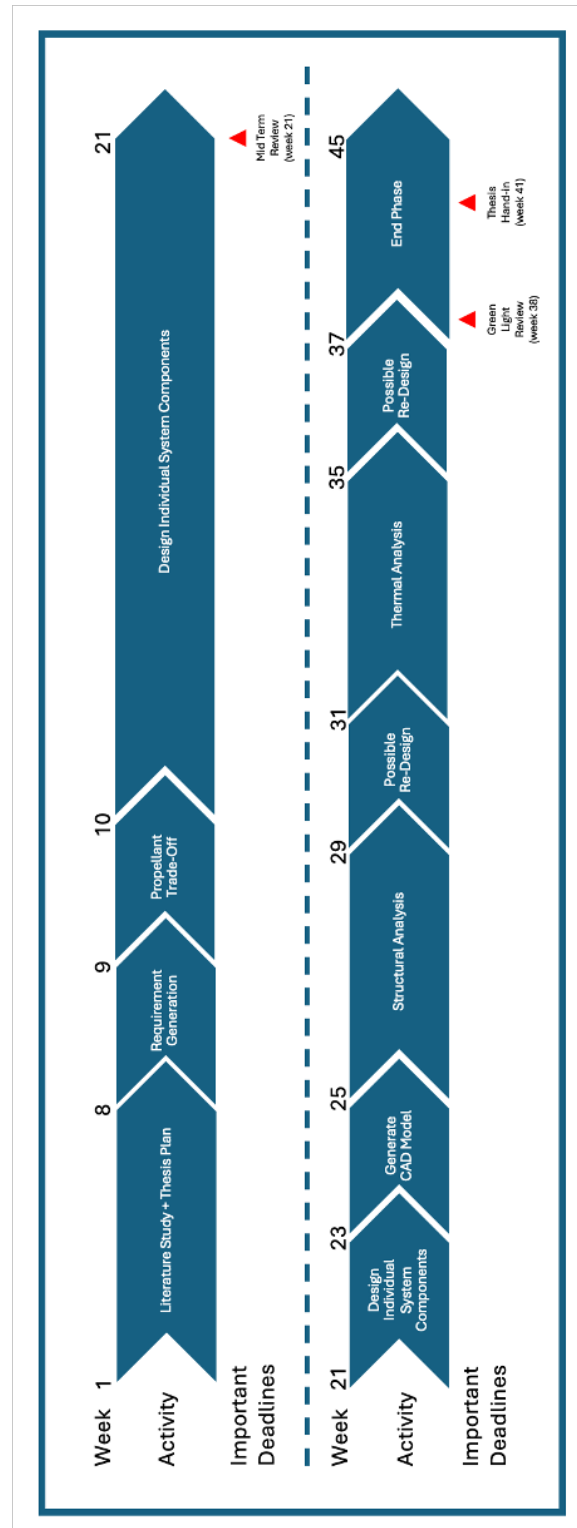 Week
1
8
9
10
21
Activity
Literature Study + Thesis Plan
Requirement
Generation
Propellant
Trade-Off
Design Individual System Components
Important
Deadlines
Mid Term
Review
(week 21)
Week
21
23
25
29
31
35
37
45
Activity
Design
Individual
System
Components
Generate
CAD Model
Structural Analysis
Possible
Re-Design
Thermal Analysis
Possible
Re-Design
End Phase
Important
Deadlines
Green
Light
Review
(week 38)
Thesis
Hand-In
(week 41)